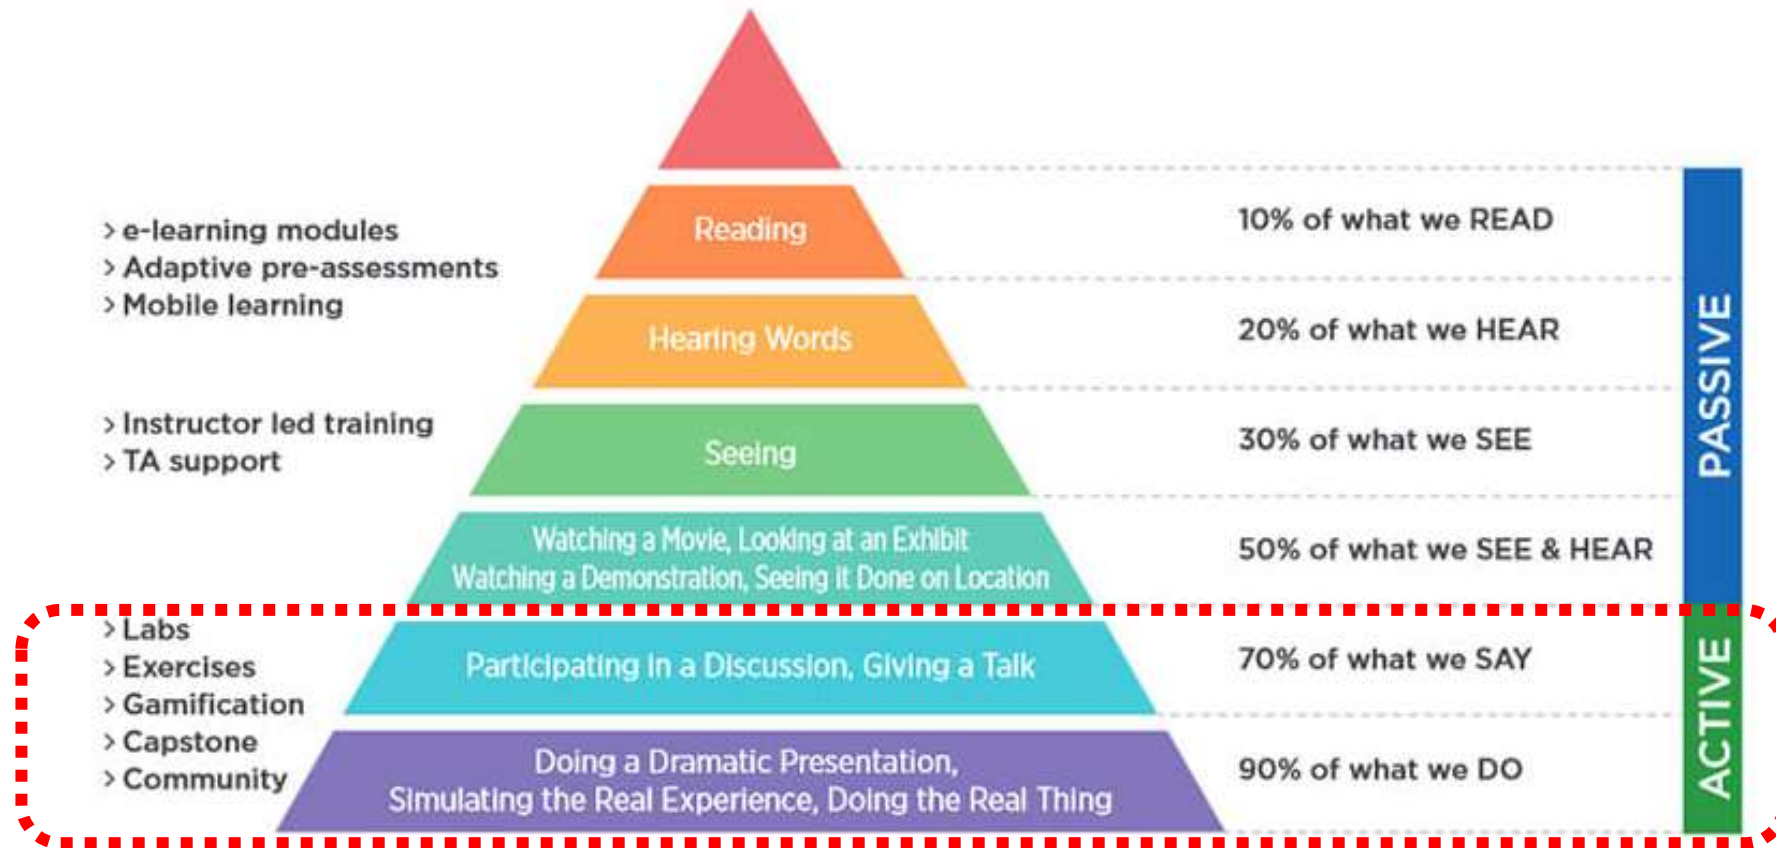 > e-learning modules
> Adaptive pre-assessments
> Mobile learning
> Instructor led training
> TA support
> Labs
> Exercises
> Gamification
> Capstone
> Community
Reading
Hearing Words
Seeing
Watching a Movie, Looking at an Exhibit
Watching a Demonstration, Seeing it Done on Location
Participating in a Discussion, Giving a Talk
Doing a Dramatic Presentation,
Simulating the Real Experience, Doing the Real Thing
10% of what we READ
20% of what we HEAR
30% of what we SEE
50% of what we SEE & HEAR
70% of what we SAY
90% of what we DO
PASSIVE
ACTIVE